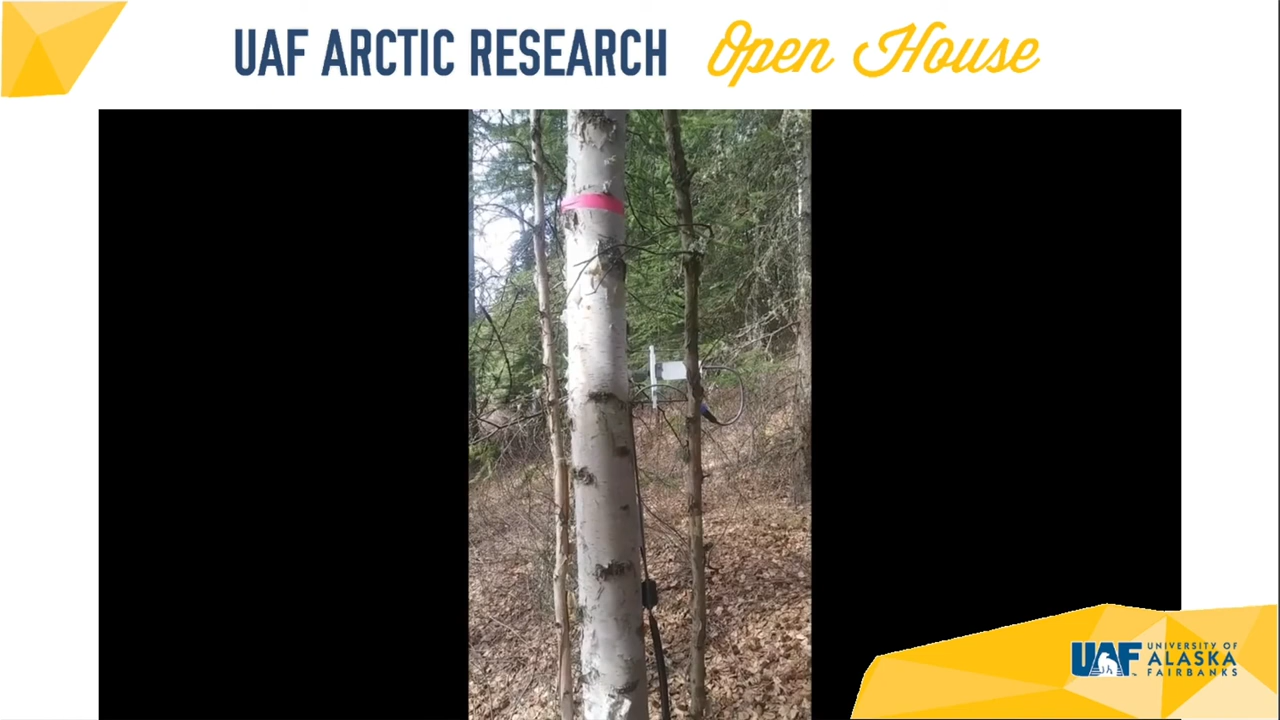 UAF ARCTIC RESEARCH Open House
UAF UNIVERSITY OF
ALASKA
FAIRBANKS